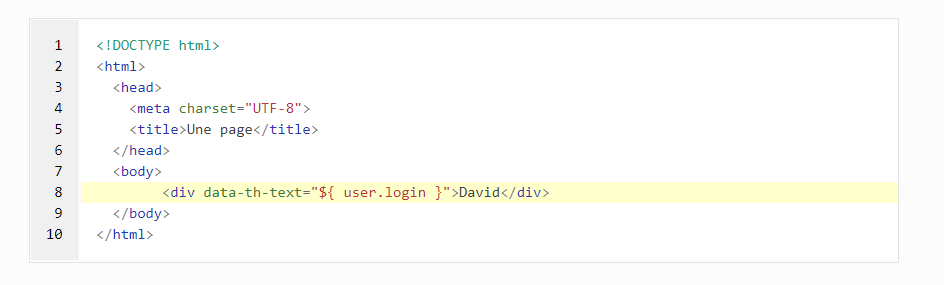 1 <!DOCTYPE html>
2 <html>
3   <head>
4     <meta charset="UTF-8">
5     <title>Une page</title>
6   </head>
7   <body>
8         <div data-th-text="${ user.login }">David</div>
9   </body>
10 </html>